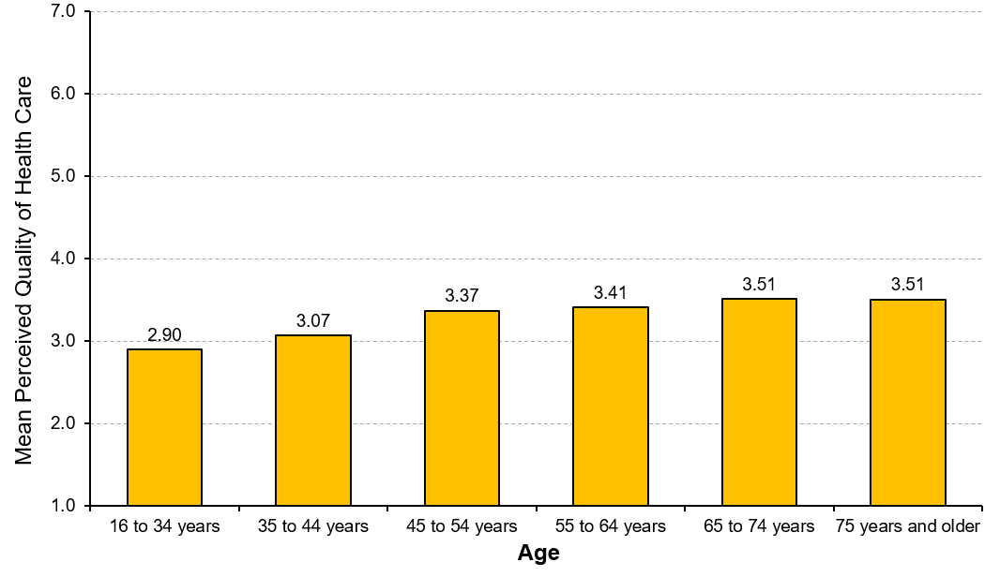 Mean Perceived Quality of Health Care
7.0
6.0
5.0
4.0
3.0
2.0
1.0
2.90
3.07
3.37
3.41
3.51
3.51
16 to 34 years
35 to 44 years
45 to 54 years
55 to 64 years
65 to 74 years
75 years and older
Age